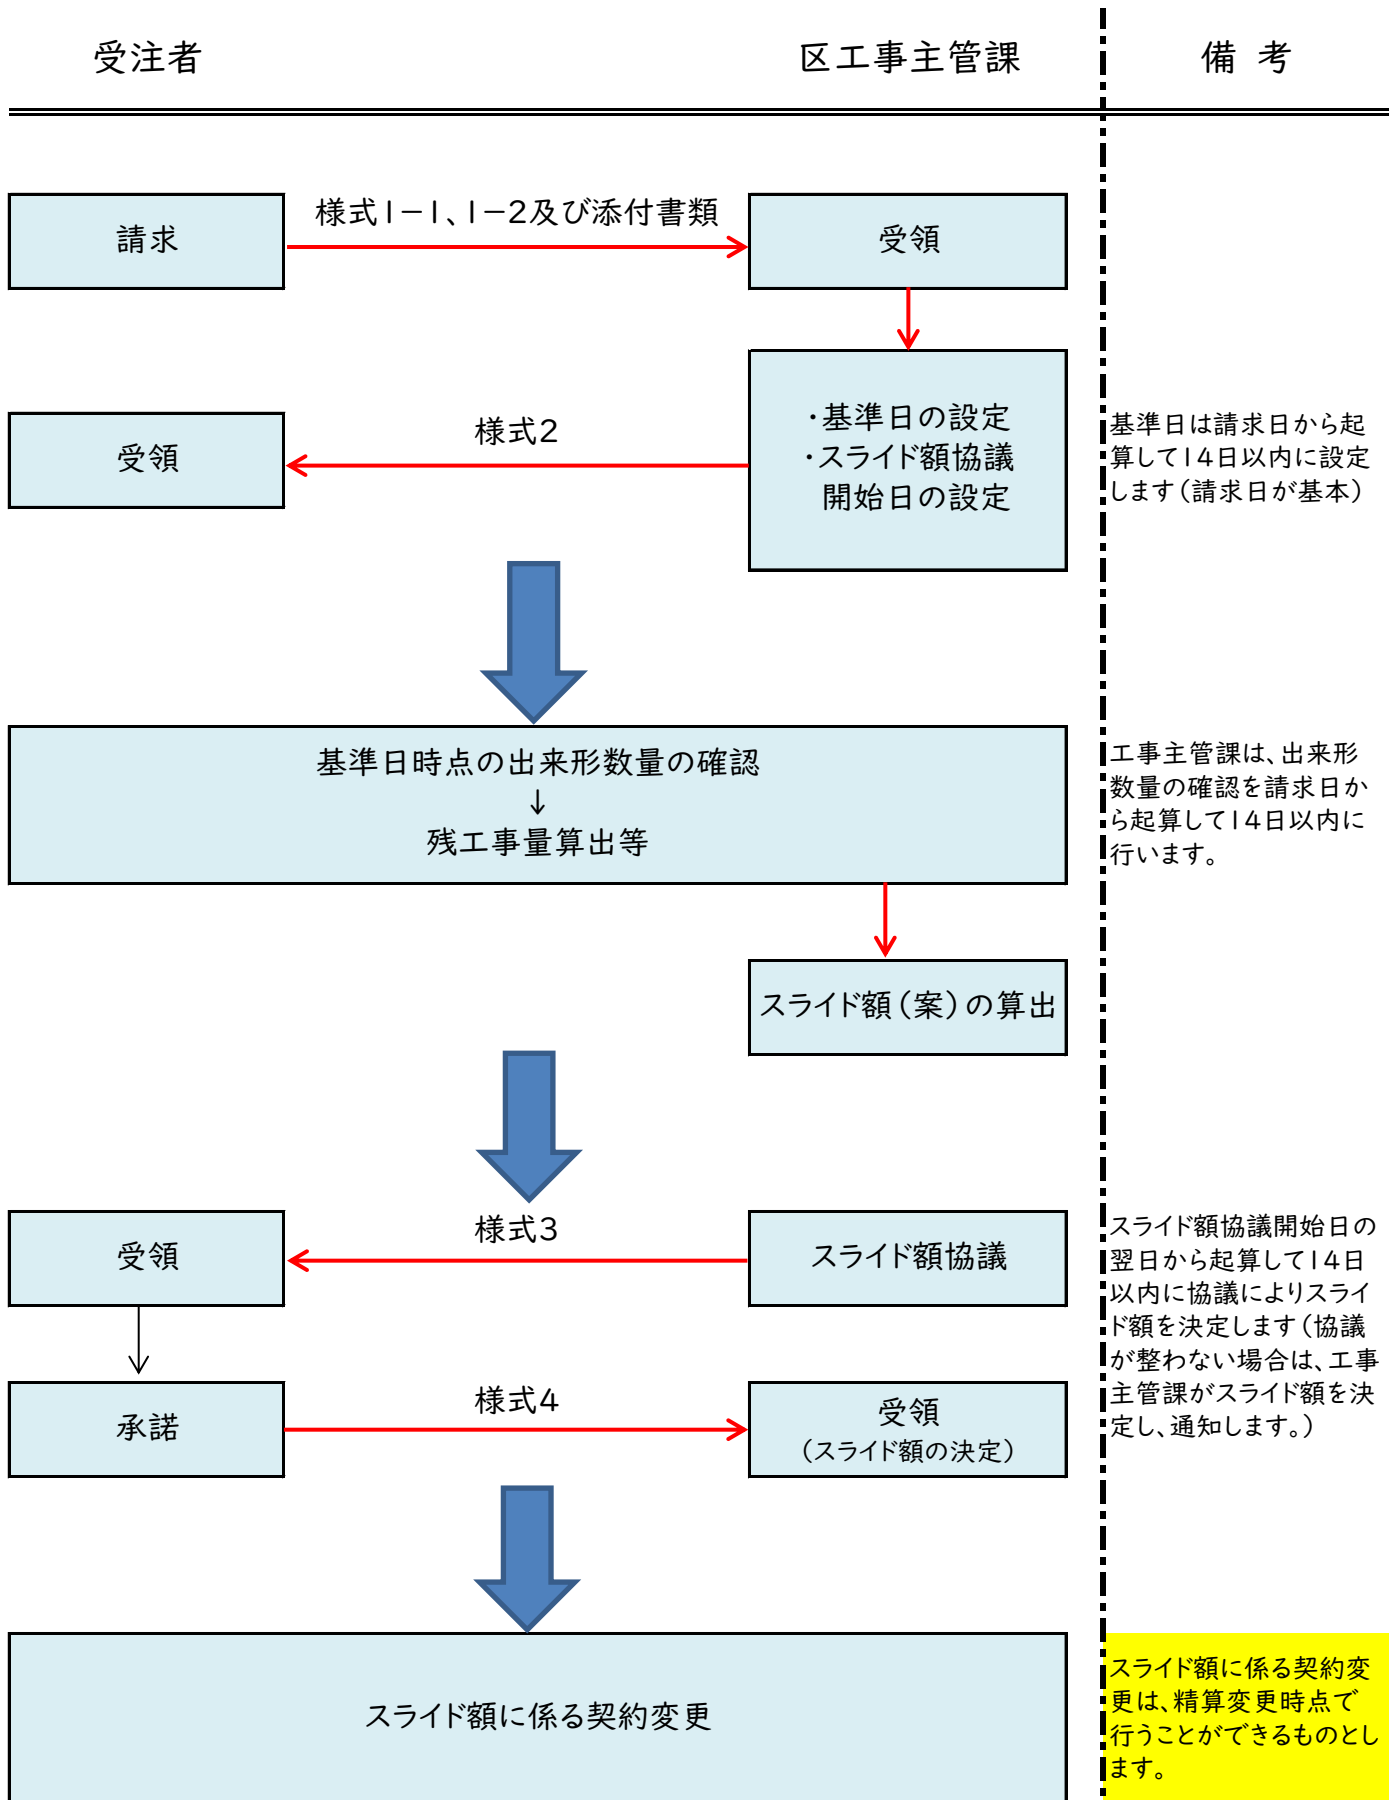 受注者
区工事主管課
備 考
請求
様式1－1、1－2及び添付書類
受領
受領
様式2
・基準日の設定
・スライド額協議
開始日の設定
基準日は請求日から起
算して14日以内に設定
します（請求日が基本）
基準日時点の出来形数量の確認
↓
残工事量算出等
工事主管課は、出来形
数量の確認を請求日か
ら起算して14日以内に
行います。
スライド額（案）の算出
受領
様式3
スライド額協議
承諾
様式4
受領
（スライド額の決定）
スライド額協議開始日の
翌日から起算して14日
以内に協議によりスライ
ド額を決定します（協議
が整わない場合は、工事
主管課がスライド額を決
定し、通知します。）
スライド額に係る契約変更
スライド額に係る契約変
更は、精算変更時点で
行うことができるものとし
ます。